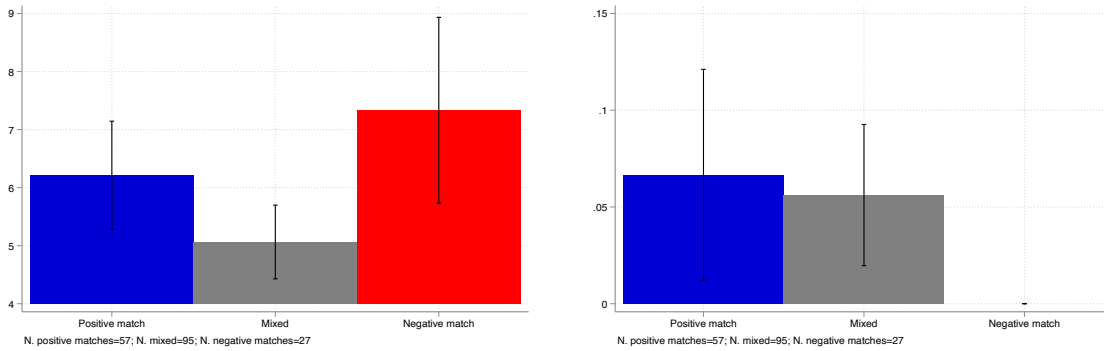 9
8
7
6
5
4
Positive match Mixed Negative match
N. positive matches=57; N. mixed=95; N. negative matches=27
.15
.1
.05
0
Positive match Mixed Negative match
N. positive matches=57; N. mixed=95; N. negative matches=27